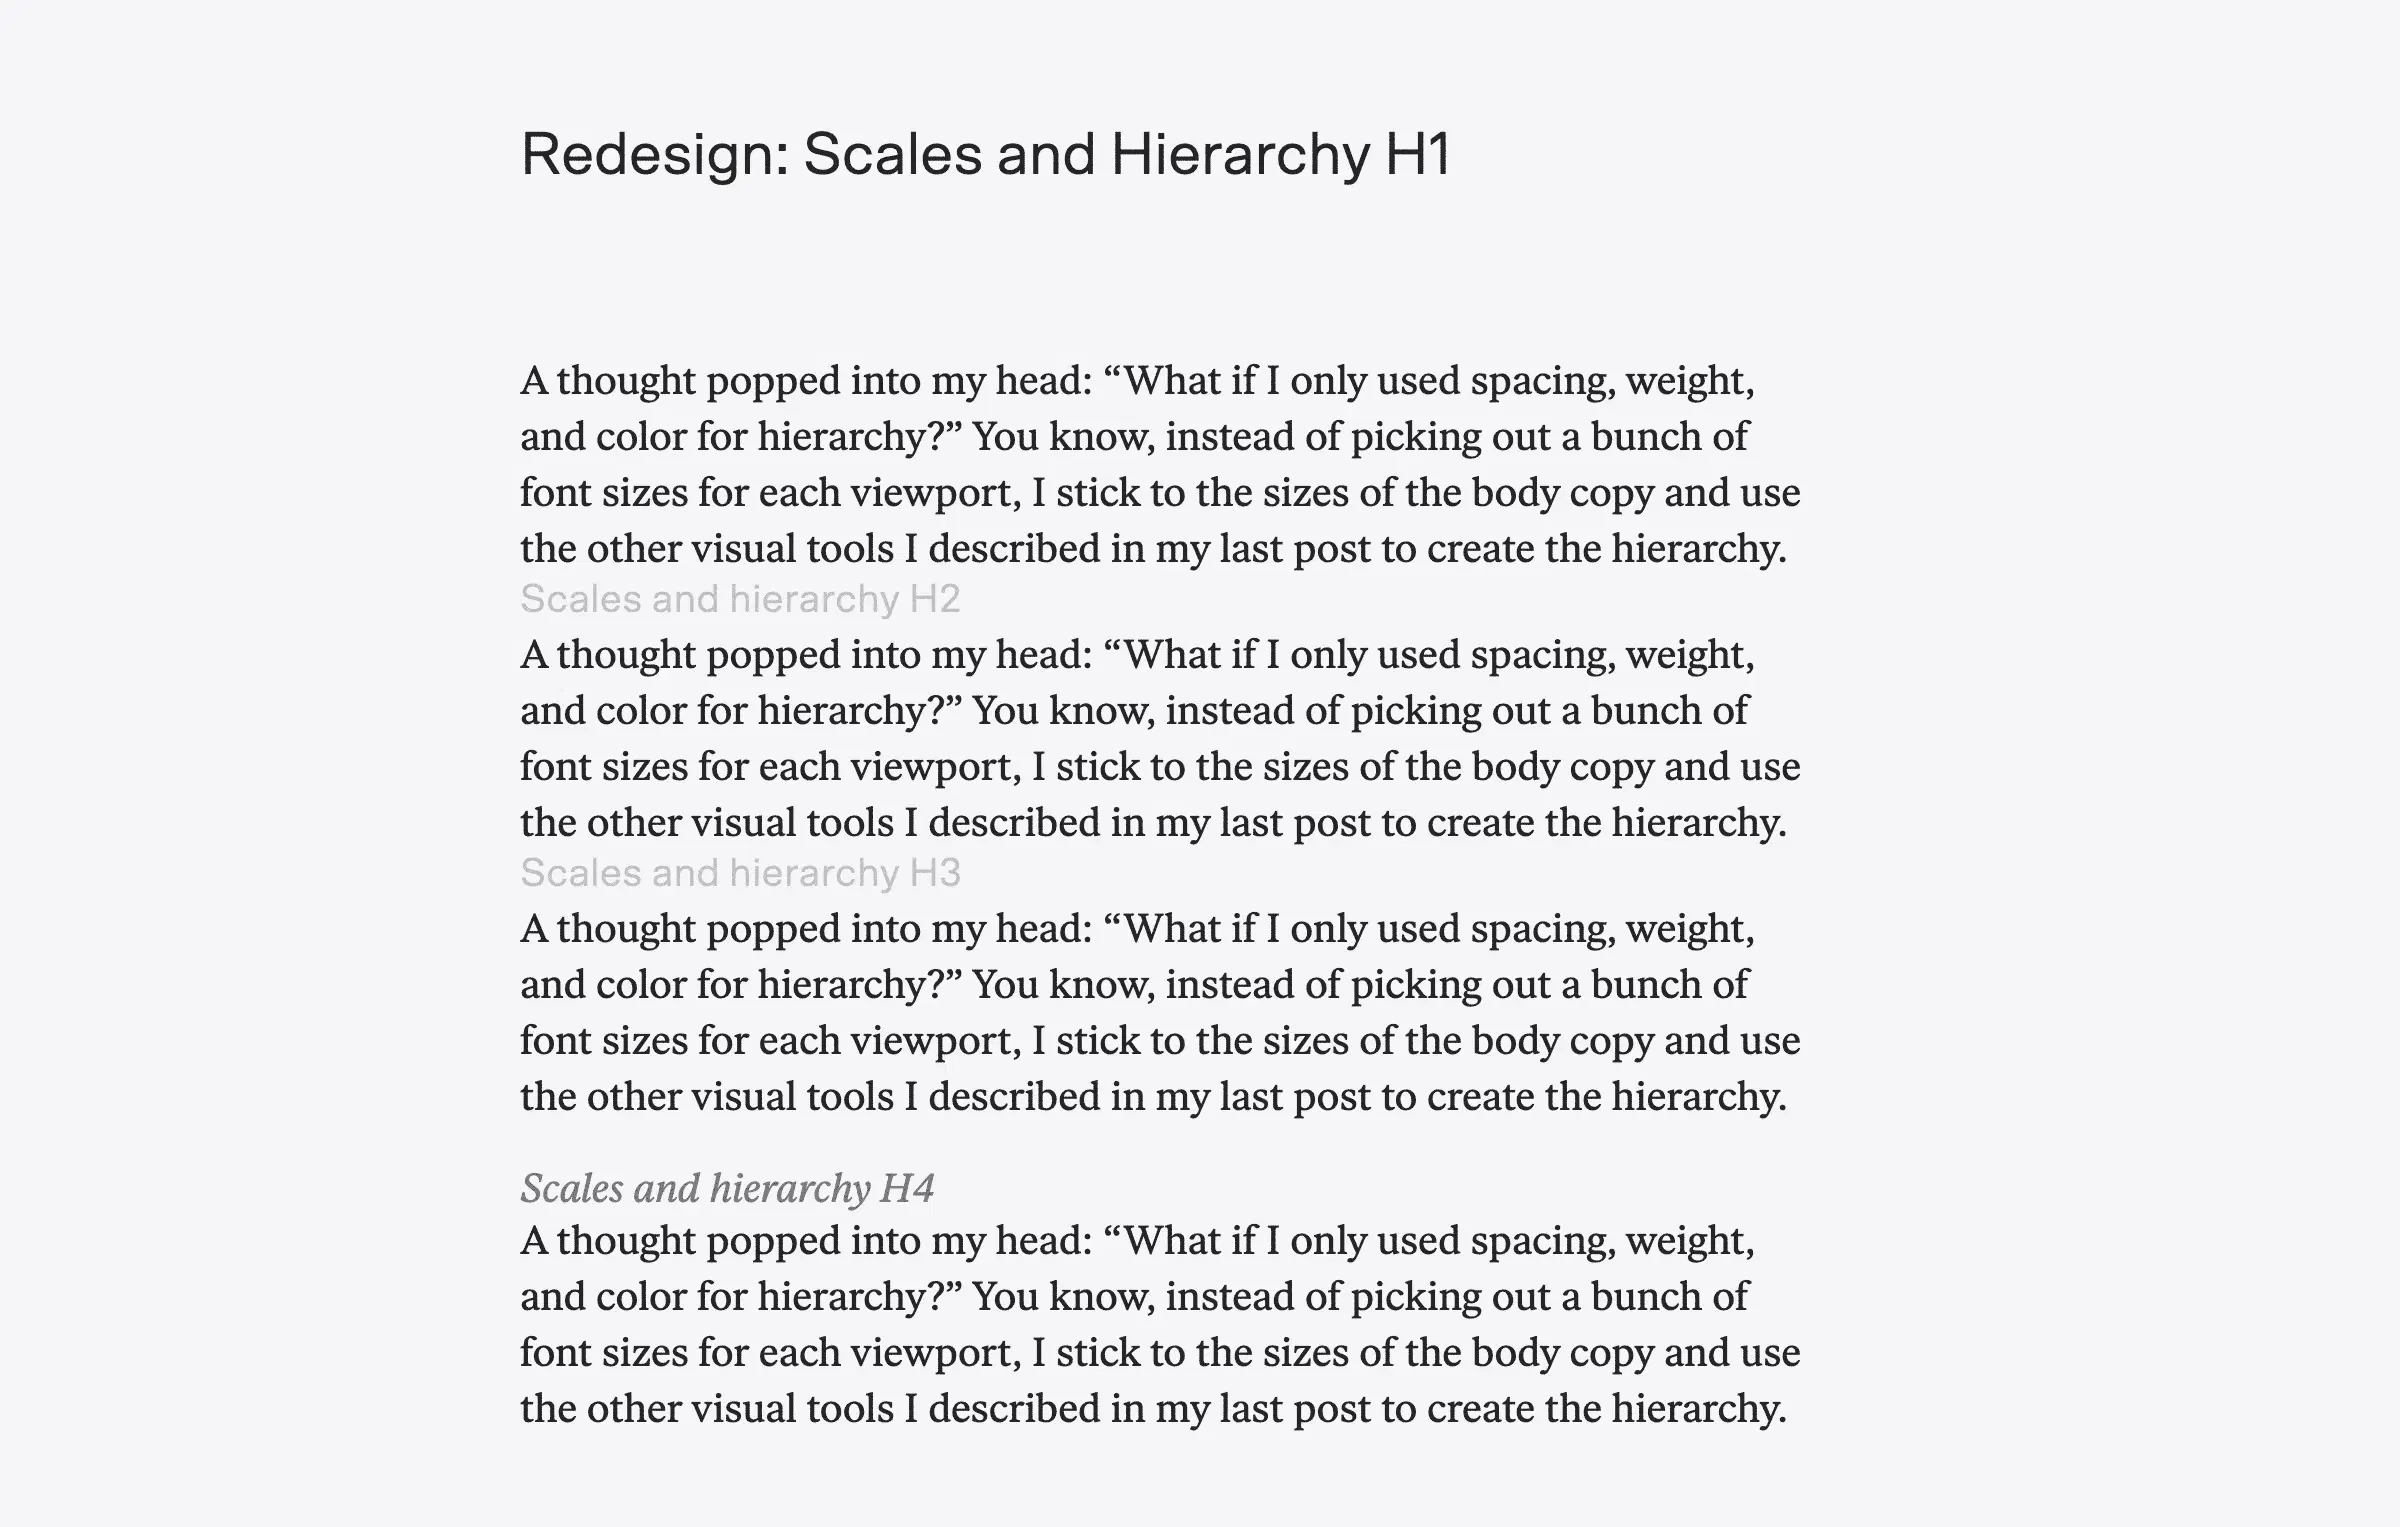 Redesign: Scales and Hierarchy H1
A thought popped into my head: “What if I only used spacing, weight,
and color for hierarchy?” You know, instead of picking out a bunch of
font sizes for each viewport, I stick to the sizes of the body copy and use
the other visual tools I described in my last post to create the hierarchy.
Scales and hierarchy H2
A thought popped into my head: “What if I only used spacing, weight,
and color for hierarchy?” You know, instead of picking out a bunch of
font sizes for each viewport, I stick to the sizes of the body copy and use
the other visual tools I described in my last post to create the hierarchy.
Scales and hierarchy H3
A thought popped into my head: “What if I only used spacing, weight,
and color for hierarchy?” You know, instead of picking out a bunch of
font sizes for each viewport, I stick to the sizes of the body copy and use
the other visual tools I described in my last post to create the hierarchy.
Scales and hierarchy H4
A thought popped into my head: “What if I only used spacing, weight,
and color for hierarchy?” You know, instead of picking out a bunch of
font sizes for each viewport, I stick to the sizes of the body copy and use
the other visual tools I described in my last post to create the hierarchy.